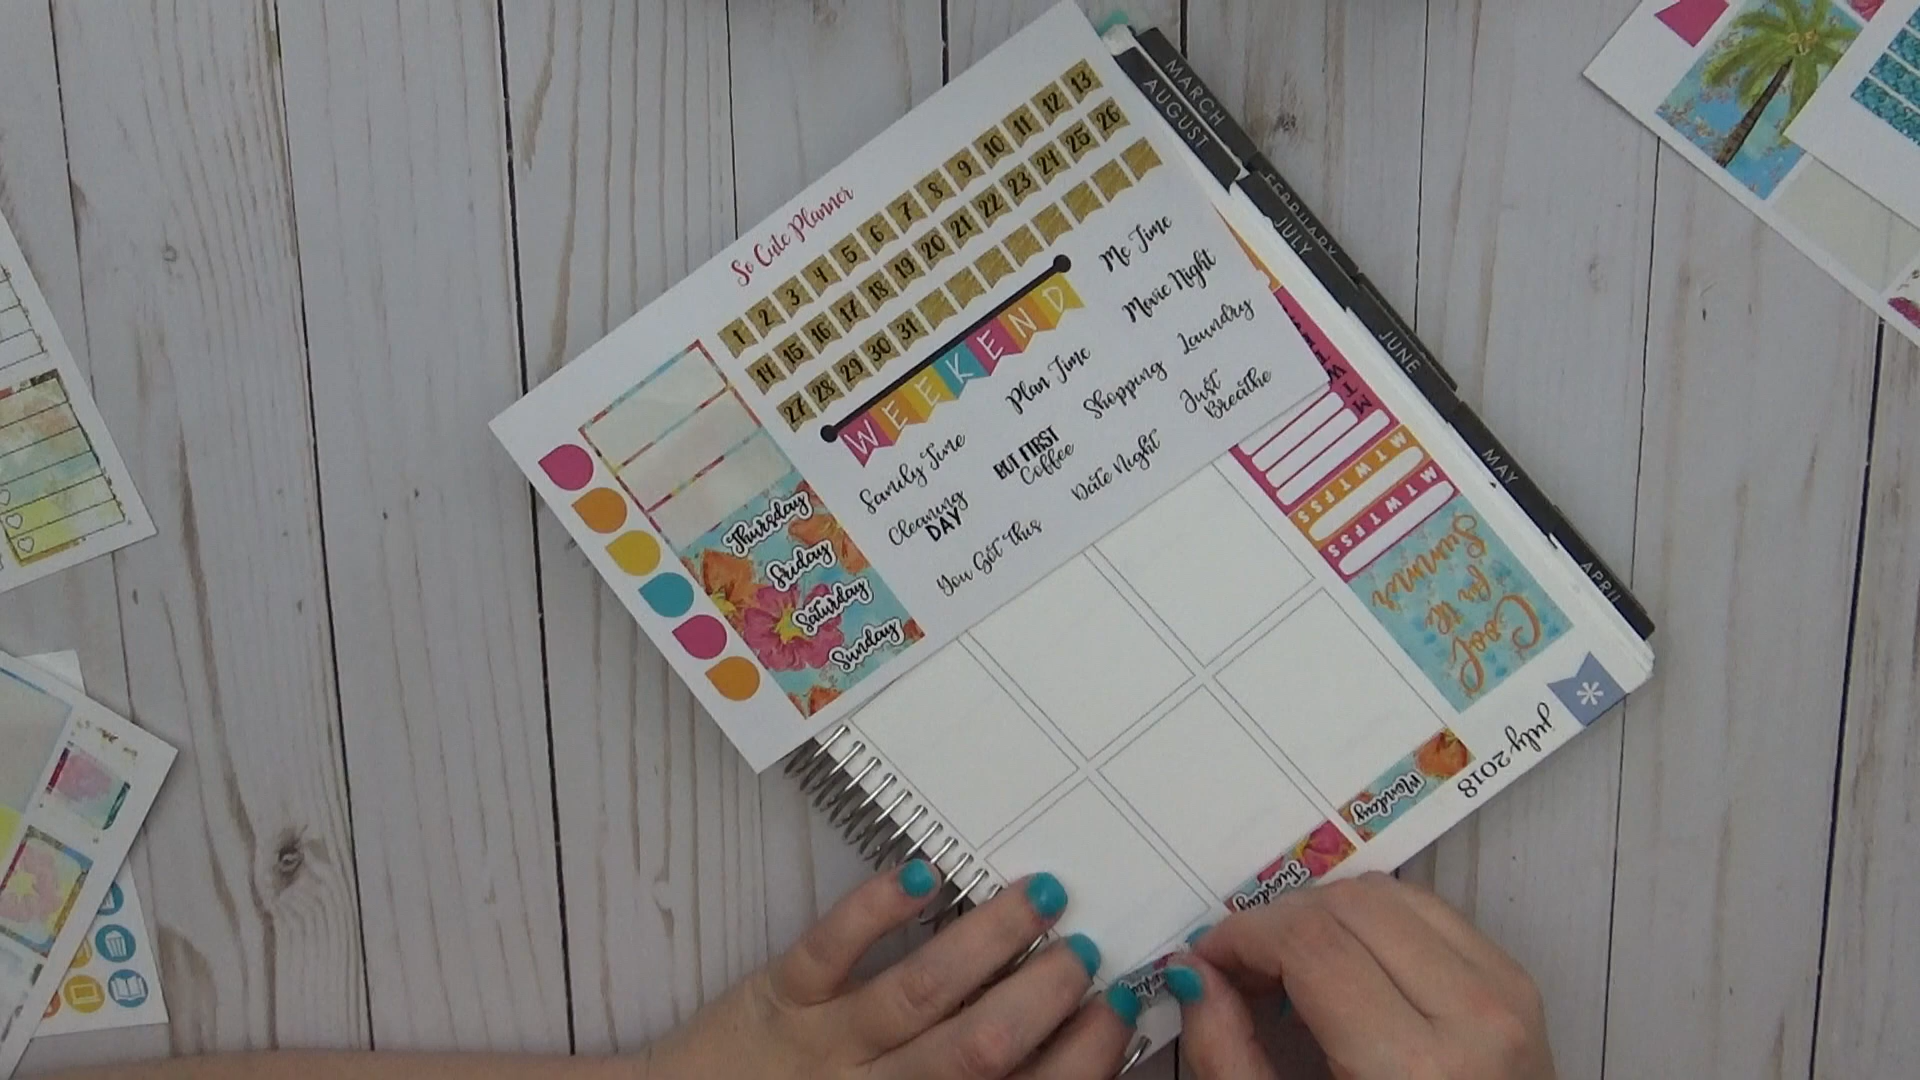 So Cute Planner
1 2 3 4 5 6 7 8 9 10 11 12 13
14 15 16 17 18 19 20 21 22 23 24 25 26
27 28 29 30 31
WEEKEND
Me Time
Movie Night
Laundry
Plan Time
Shopping
Just
Breathe
Family Time
BUT FIRST
Coffee
Date Night
Cleaning
DAY
You Got This
Thursday
Friday
Saturday
Sunday
MARCH
AUGUST
FEBRUARY
JULY
JUNE
MAY
APRIL
M T W T F S S
M T W T F S S
Cool
for the
Summer
*
July 2018
Monday
Tuesday